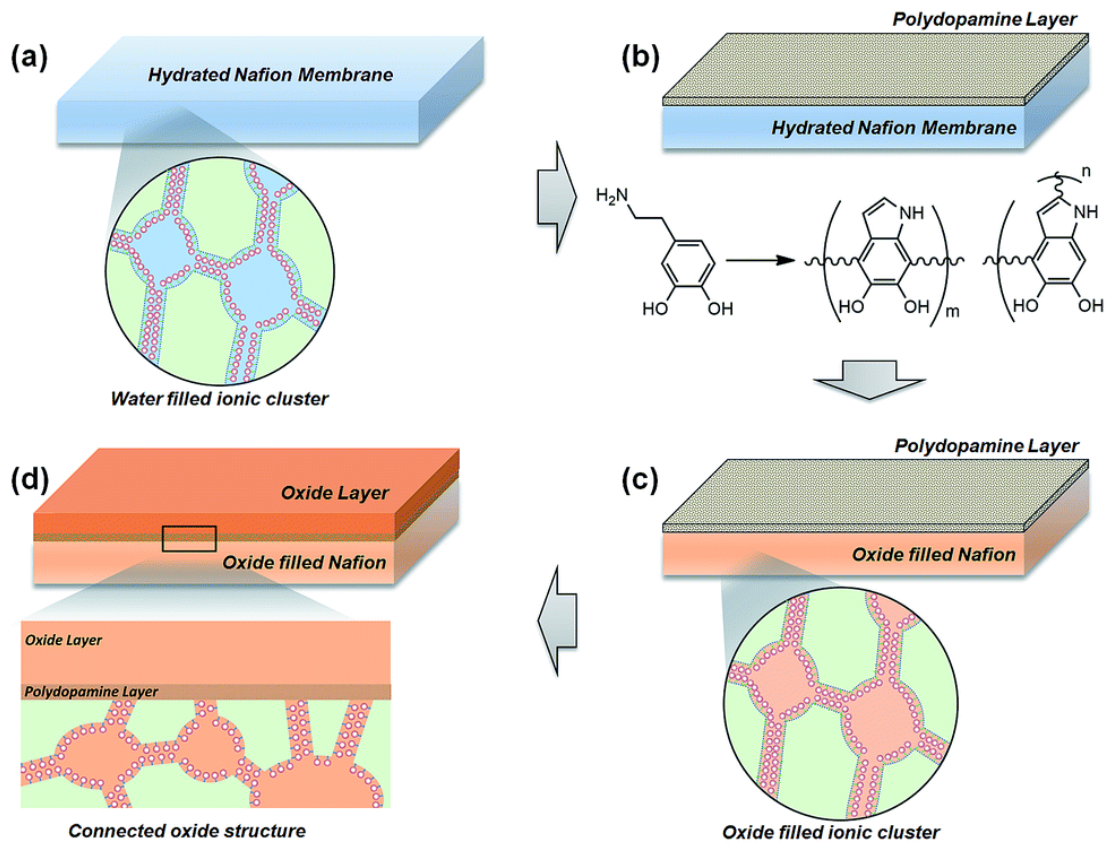 (a)
Hydrated Nafion Membrane
Water filled ionic cluster
Polydopamine Layer
(b)
Hydrated Nafion Membrane
H₂N
HO
OH
NH
HO
OH
m
n
NH
HO
OH
Polydopamine Layer
(c)
Oxide filled Nafion
Oxide filled ionic cluster
(d)
Oxide Layer
Oxide filled Nafion
Oxide Layer
Polydopamine Layer
Connected oxide structure